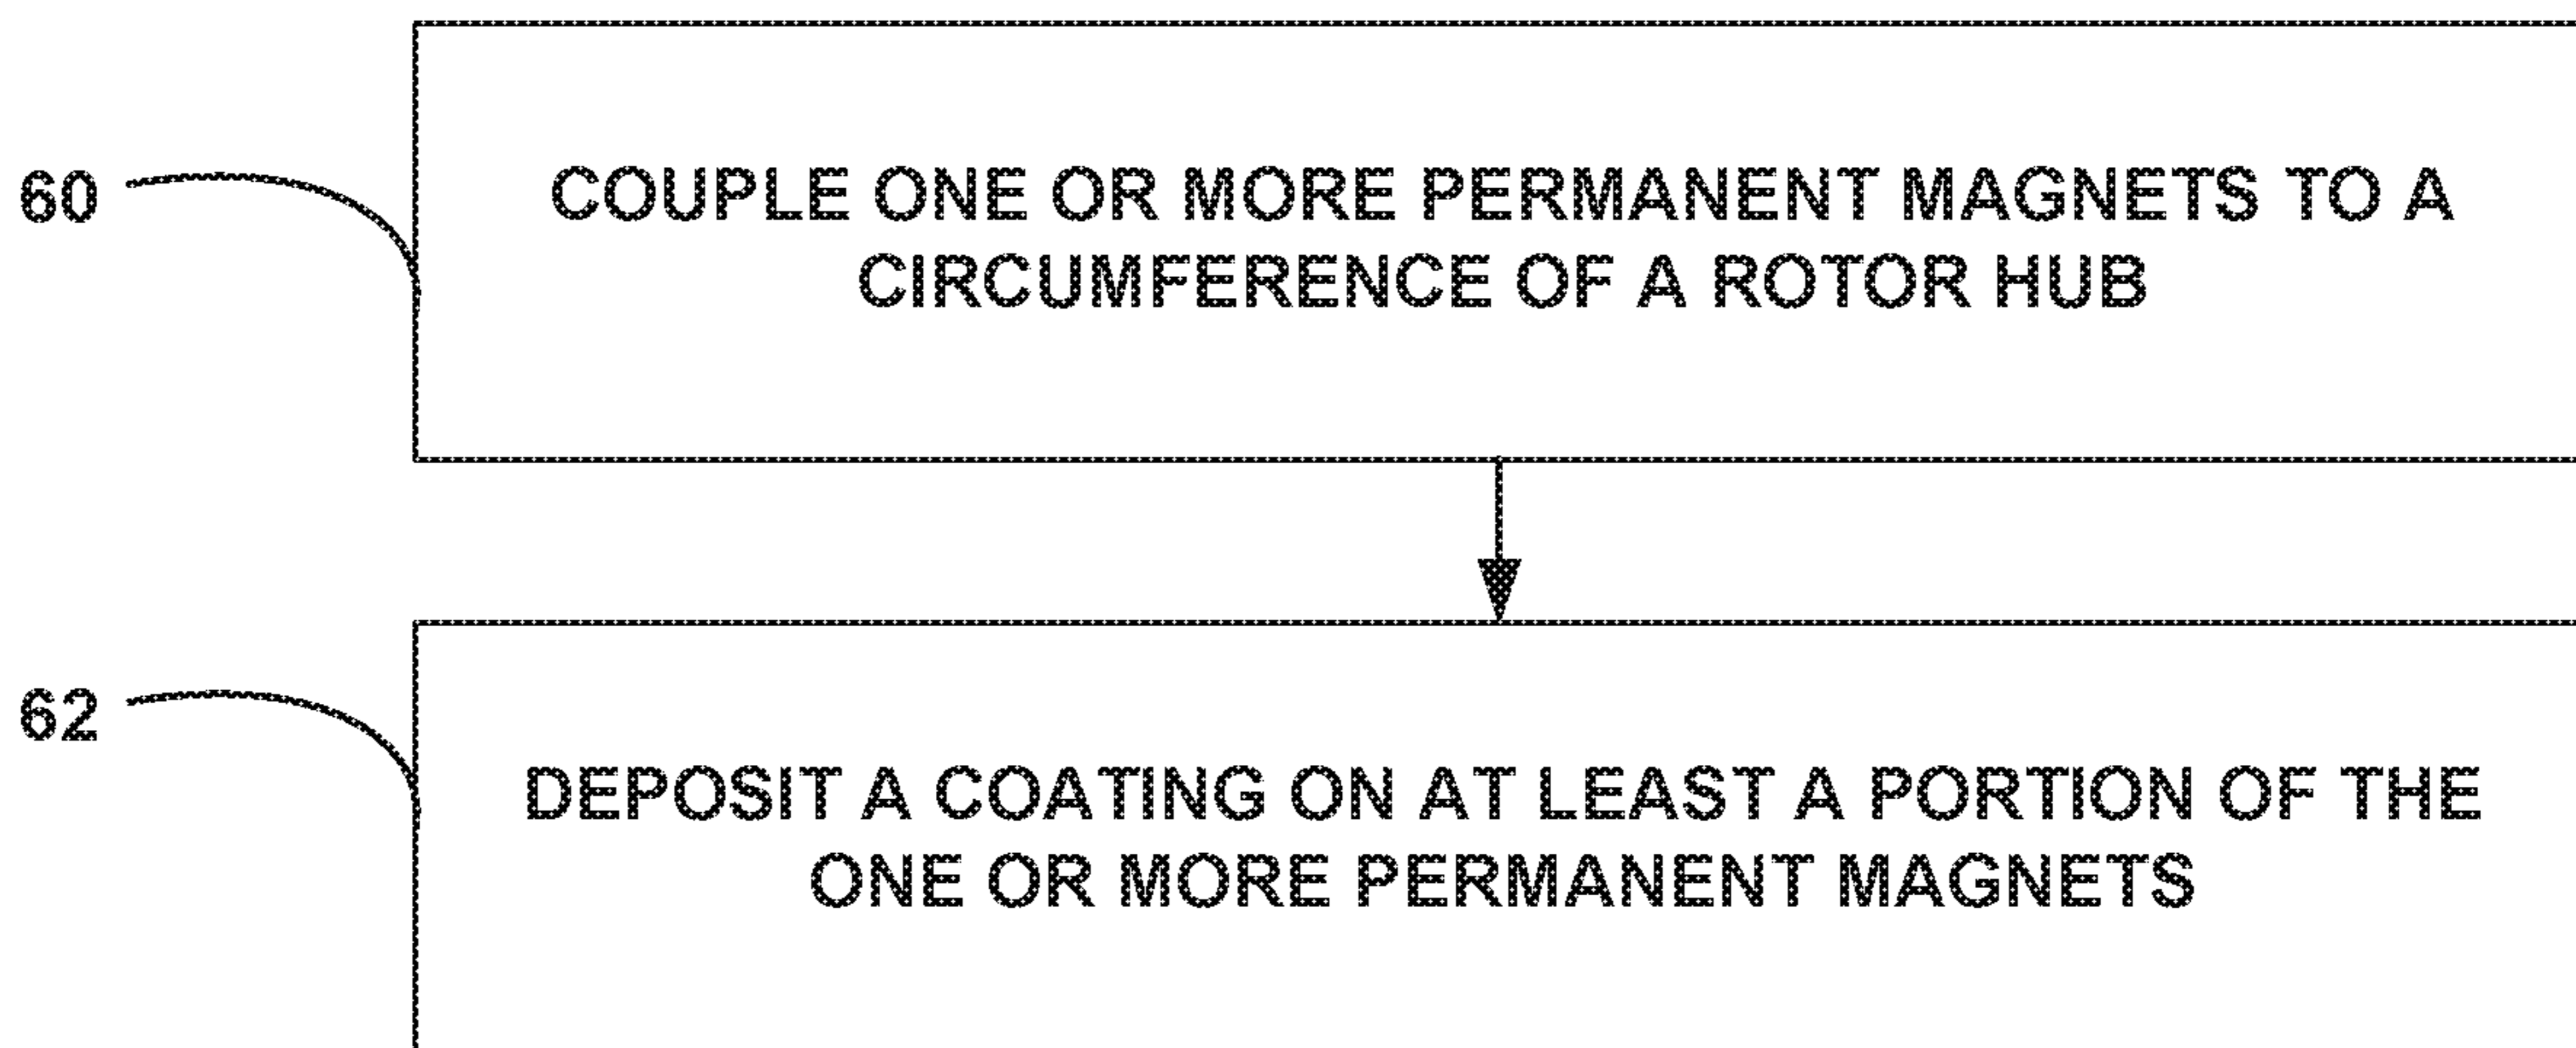 60
COUPLE ONE OR MORE PERMANENT MAGNETS TO A
CIRCUMFERENCE OF A ROTOR HUB
62
DEPOSIT A COATING ON AT LEAST A PORTION OF THE
ONE OR MORE PERMANENT MAGNETS